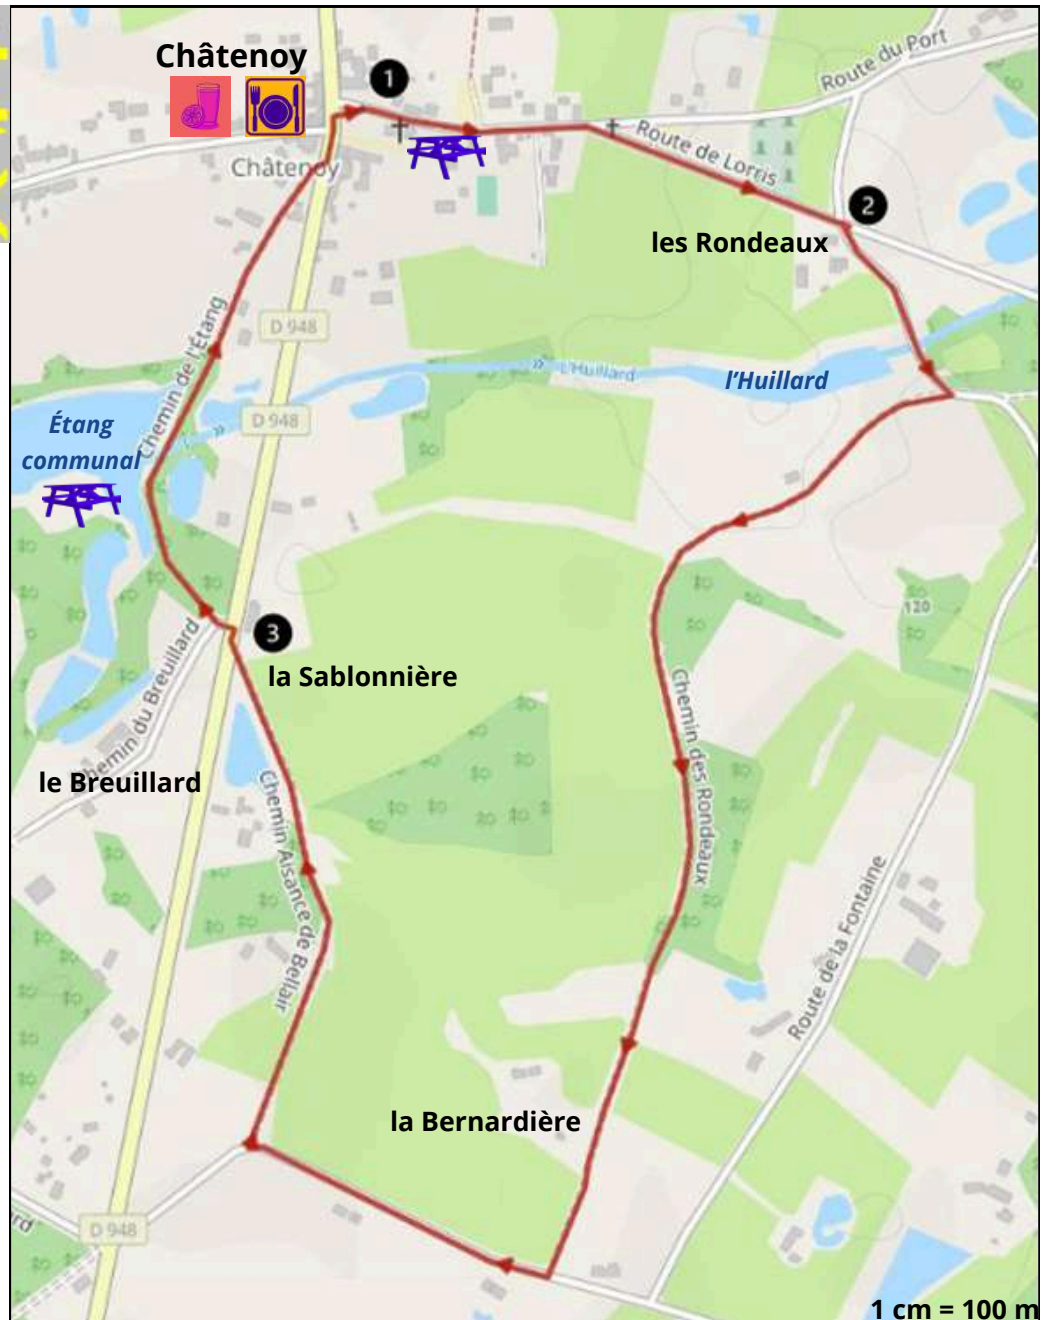 Châtenoy
1
Route du Port
Châtenoy
Route de Lorris
2
les Rondeaux
Chemin de l'Étang
D 948
L'Huillard
l'Huillard
D 948
Étang
communal
120
3
la Sablonnière
Chemin du Breuillard
le Breuillard
Chemin des Rondeaux
Chemin Aisance de Bellair
Route de la Fontaine
la Bernardière
rd
D 948
1 cm = 100 m